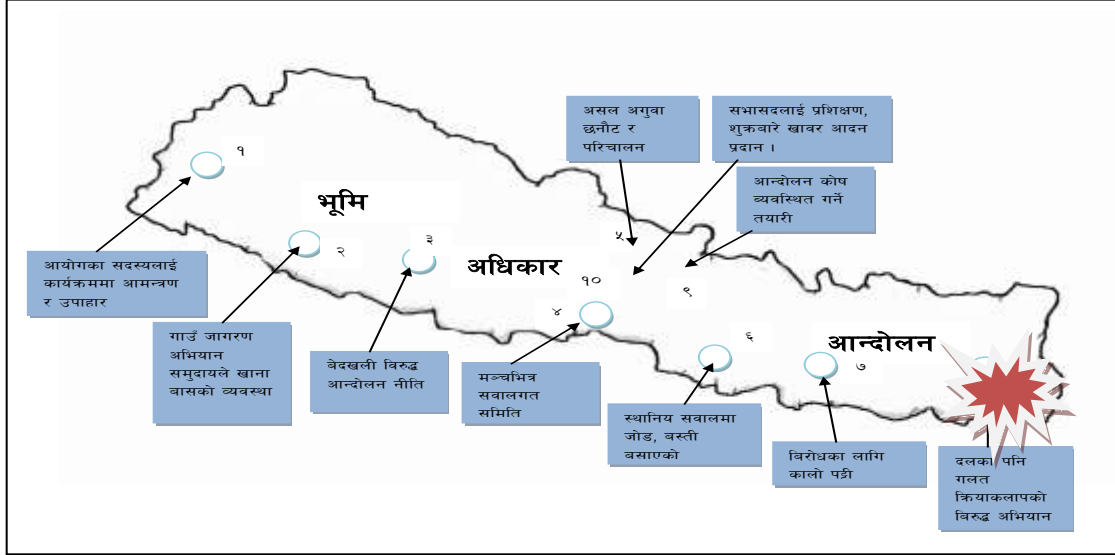 असल अगुवा
छनौट र
परिचालन
सभासदलाई प्रशिक्षण,
शुक्रबारे खावर आदन
प्रदान ।
१
आन्दोलन कोष
ब्यवस्थित गर्ने
तयारी
भूमि
५
३
२
अधिकार
१०
९
आयोगका सदस्यलाई
कार्यक्रममा आमन्त्रण
र उपाहार
४
६
आन्दोलन
७
गाउँ जागरण
अभियान
समुदायले खाना
बासको ब्यवस्था
बेदखली विरुद्ध
आन्दोलन नीति
मञ्चभित्र
सवालगत
समिति
स्थानिय सवालमा
जोड, बस्ती
बसाएको
बिरोधका लागि
कालो पट्टी
दलका पनि
गलत
क्रियाकलापको
बिरुद्ध अभियान